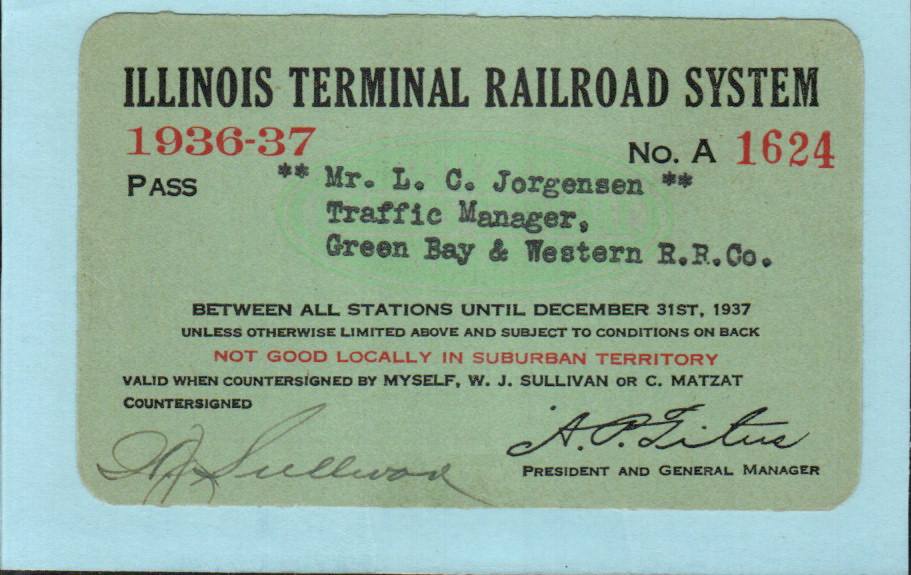 ILLINOIS TERMINAL RAILROAD SYSTEM
1936-37
No. A 1624
PASS
** Mr. L. C. Jorgensen **
Traffic Manager,
Green Bay & Western R.R.Co.
BETWEEN ALL STATIONS UNTIL DECEMBER 31ST, 1937
UNLESS OTHERWISE LIMITED ABOVE AND SUBJECT TO CONDITIONS ON BACK
NOT GOOD LOCALLY IN SUBURBAN TERRITORY
VALID WHEN COUNTERSIGNED BY MYSELF, W. J. SULLIVAN OR C. MATZAT
COUNTERSIGNED
W J Sullivan
A. P. Titus
PRESIDENT AND GENERAL MANAGER